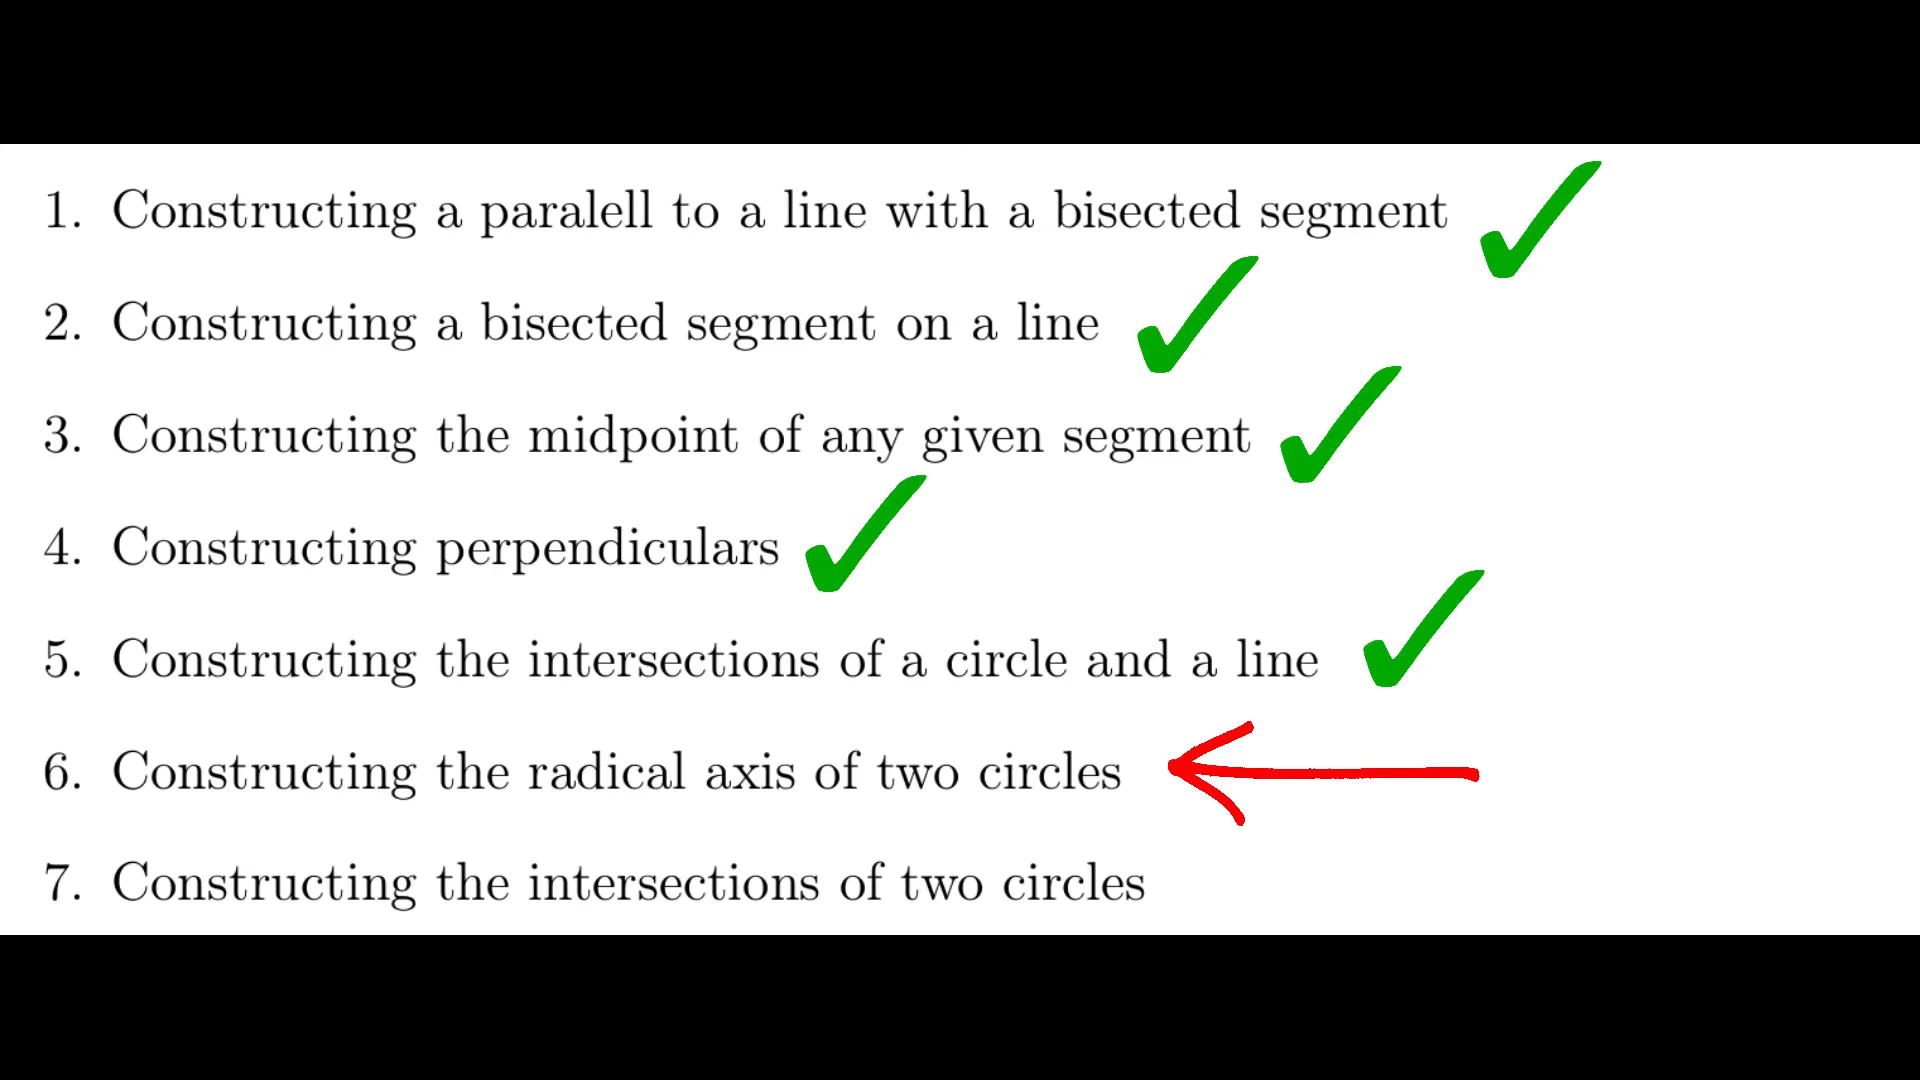 1. Constructing a paralell to a line with a bisected segment
2. Constructing a bisected segment on a line
3. Constructing the midpoint of any given segment
4. Constructing perpendiculars
5. Constructing the intersections of a circle and a line
6. Constructing the radical axis of two circles
7. Constructing the intersections of two circles